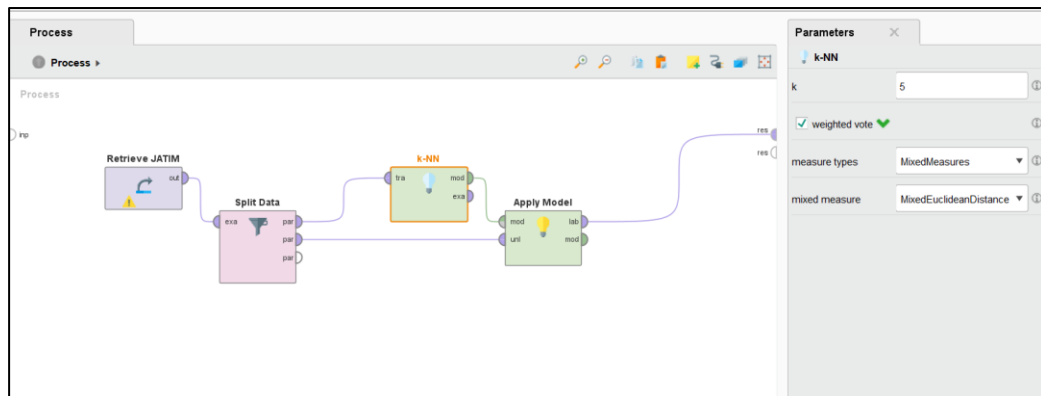 Process
Process
Process
inp
res
res
Retrieve JATIM
out
Split Data
exa
par
par
par
k-NN
tra
mod
exa
Apply Model
mod
lab
unl
mod
Parameters
k-NN
k
5
weighted vote
measure types
MixedMeasures
mixed measure
MixedEuclideanDistance